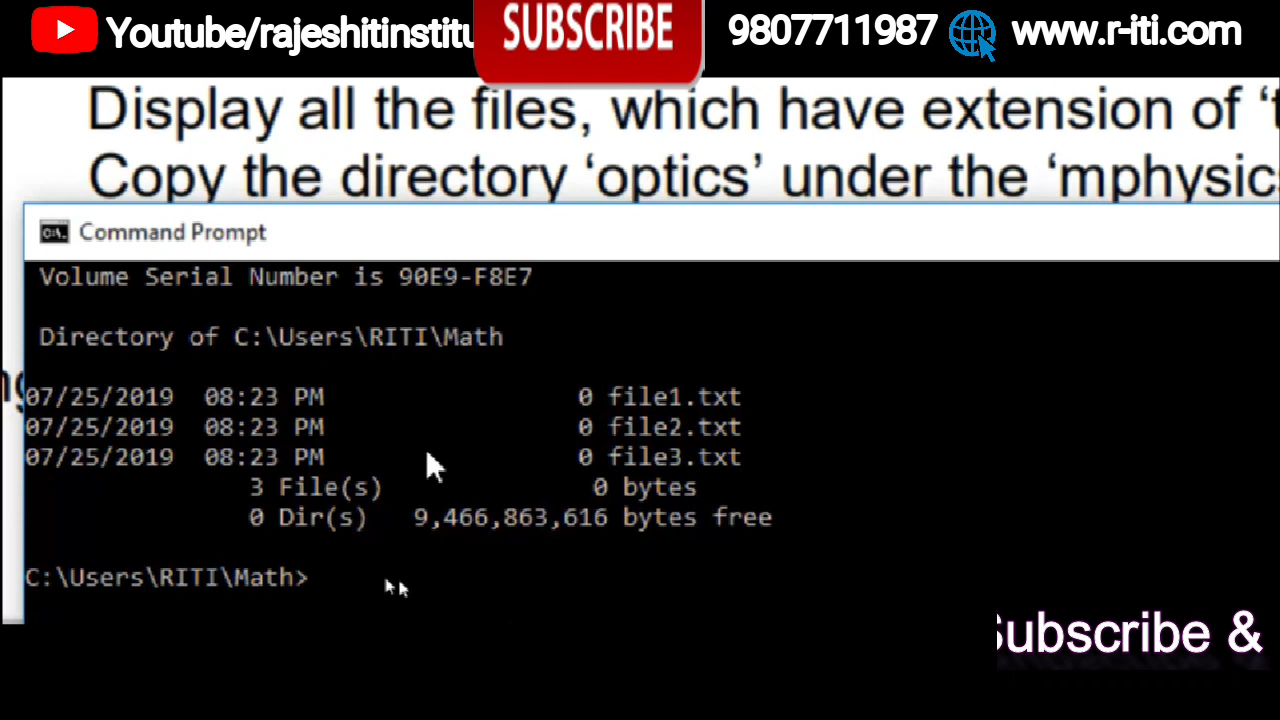 Youtube/rajeshitinstitu
SUBSCRIBE
9807711987
www.r-iti.com
Display all the files, which have extension of ‘t
Copy the directory ‘optics’ under the ‘mphysics
Command Prompt
Volume Serial Number is 90E9-F8E7
Directory of C:\Users\RITI\Math
07/25/2019 08:23 PM 0 file1.txt
07/25/2019 08:23 PM 0 file2.txt
07/25/2019 08:23 PM 0 file3.txt
3 File(s) 0 bytes
0 Dir(s) 9,466,863,616 bytes free
C:\Users\RITI\Math>
Subscribe &